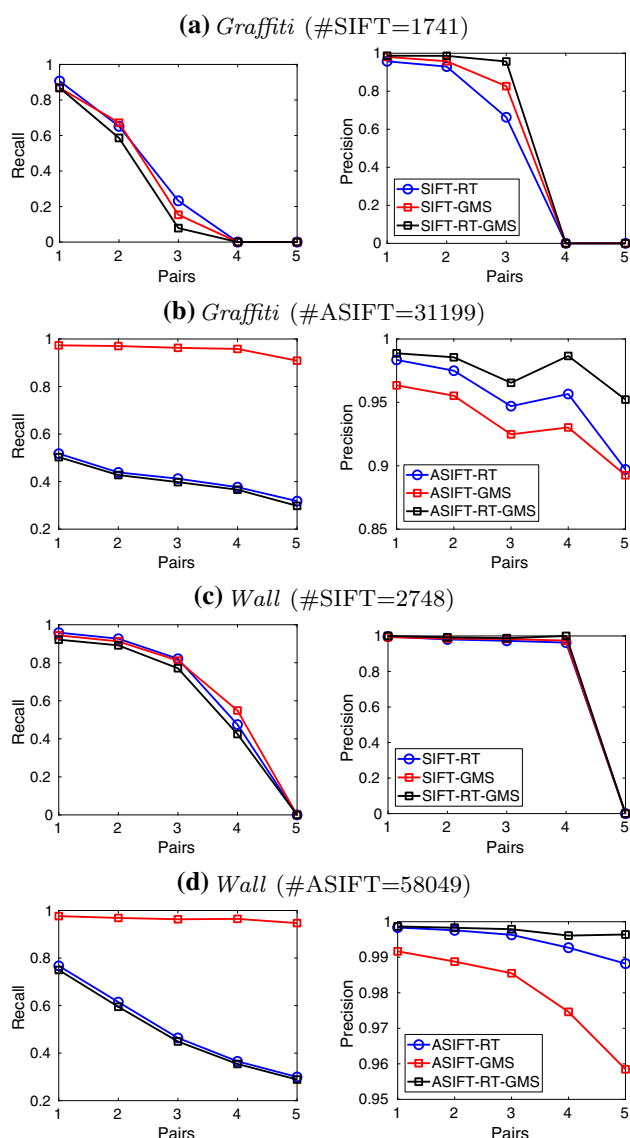 (a) Graffiti (#SIFT=1741)
1
0.8
0.6
0.4
0.2
0
Recall
1 2 3 4 5
Pairs
1
0.8
0.6
0.4
0.2
0
Precision
SIFT-RT
SIFT-GMS
SIFT-RT-GMS
1 2 3 4 5
Pairs
(b) Graffiti (#ASIFT=31199)
1
0.8
0.6
0.4
0.2
Recall
1 2 3 4 5
Pairs
1
0.95
0.9
0.85
Precision
ASIFT-RT
ASIFT-GMS
ASIFT-RT-GMS
1 2 3 4 5
Pairs
(c) Wall (#SIFT=2748)
1
0.8
0.6
0.4
0.2
0
Recall
1 2 3 4 5
Pairs
1
0.8
0.6
0.4
0.2
0
Precision
SIFT-RT
SIFT-GMS
SIFT-RT-GMS
1 2 3 4 5
Pairs
(d) Wall (#ASIFT=58049)
1
0.8
0.6
0.4
0.2
Recall
1 2 3 4 5
Pairs
1
0.99
0.98
0.97
0.96
0.95
Precision
ASIFT-RT
ASIFT-GMS
ASIFT-RT-GMS
1 2 3 4 5
Pairs